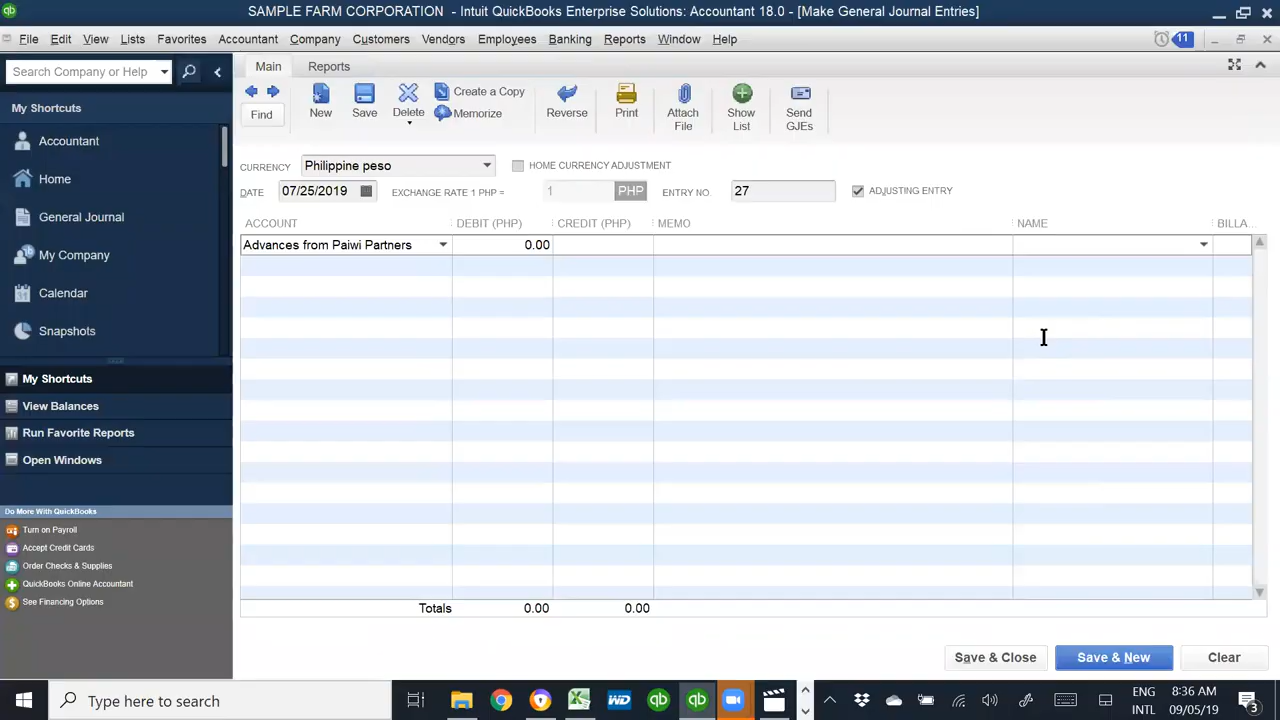 SAMPLE FARM CORPORATION - Intuit QuickBooks Enterprise Solutions: Accountant 18.0 - [Make General Journal Entries]
File Edit View Lists Favorites Accountant Company Customers Vendors Employees Banking Reports Window Help
11
Search Company or Help
Main Reports
My Shortcuts
Accountant
Home
General Journal
My Company
Calendar
31
Snapshots
My Shortcuts
View Balances
Run Favorite Reports
Open Windows
Do More With QuickBooks
Turn on Payroll
Accept Credit Cards
Order Checks & Supplies
QuickBooks Online Accountant
See Financing Options
Find
New
Save
Delete
Create a Copy
Memorize
Reverse
Print
Attach
File
Show
List
Send
GJEs
CURRENCY Philippine peso HOME CURRENCY ADJUSTMENT
DATE 07/25/2019 EXCHANGE RATE 1 PHP = 1 PHP ENTRY NO. 27 ADJUSTING ENTRY
ACCOUNT DEBIT (PHP) CREDIT (PHP) MEMO NAME BILLA...
Advances from Paiwi Partners 0.00
Totals 0.00 0.00
Save & Close Save & New Clear
Type here to search
WD
qb
qb
ENG
INTL
8:36 AM
09/05/19
3